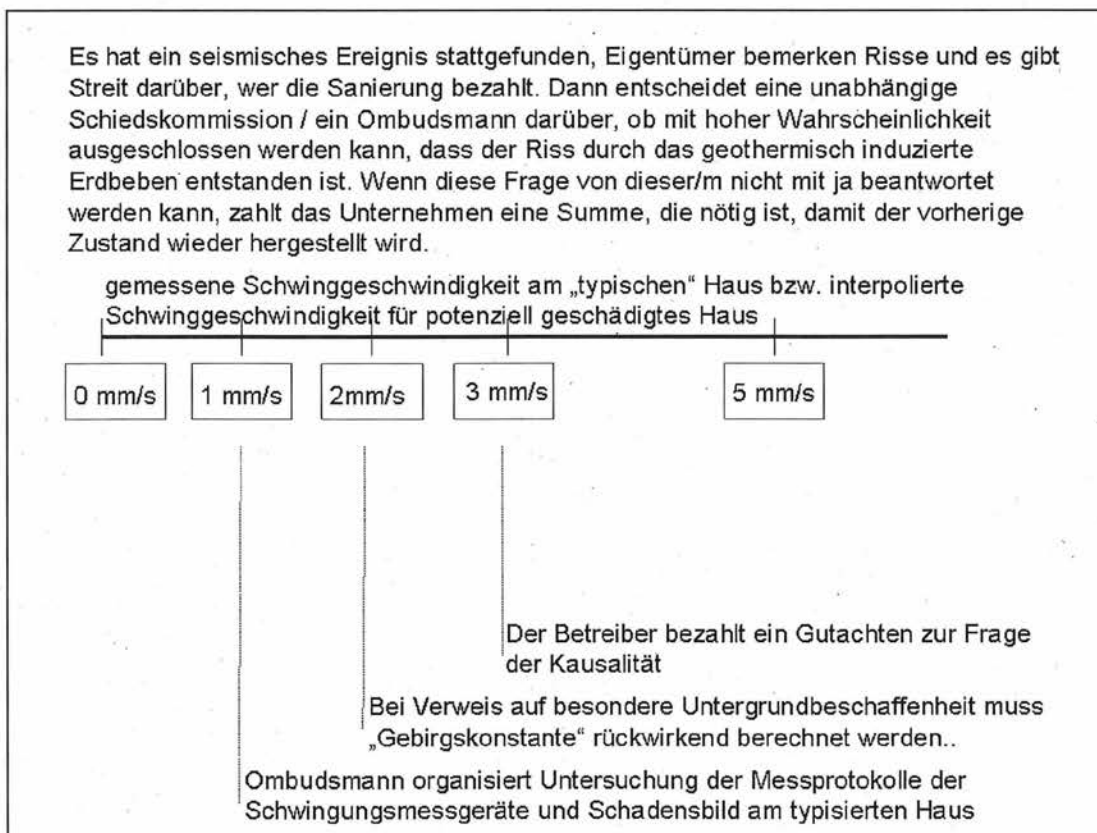 Es hat ein seismisches Ereignis stattgefunden, Eigentümer bemerken Risse und es gibt
Streit darüber, wer die Sanierung bezahlt. Dann entscheidet eine unabhängige
Schiedskommission / ein Ombudsmann darüber, ob mit hoher Wahrscheinlichkeit
ausgeschlossen werden kann, dass der Riss durch das geothermisch induzierte
Erdbeben entstanden ist. Wenn diese Frage von dieser/m nicht mit ja beantwortet
werden kann, zahlt das Unternehmen eine Summe, die nötig ist, damit der vorherige
Zustand wieder hergestellt wird.
gemessene Schwinggeschwindigkeit am „typischen“ Haus bzw. interpolierte
Schwinggeschwindigkeit für potenziell geschädigtes Haus
0 mm/s 1 mm/s 2mm/s 3 mm/s 5 mm/s
Der Betreiber bezahlt ein Gutachten zur Frage
der Kausalität
Bei Verweis auf besondere Untergrundbeschaffenheit muss
„Gebirgskonstante“ rückwirkend berechnet werden..
Ombudsmann organisiert Untersuchung der Messprotokolle der
Schwingungsmessgeräte und Schadensbild am typisierten Haus